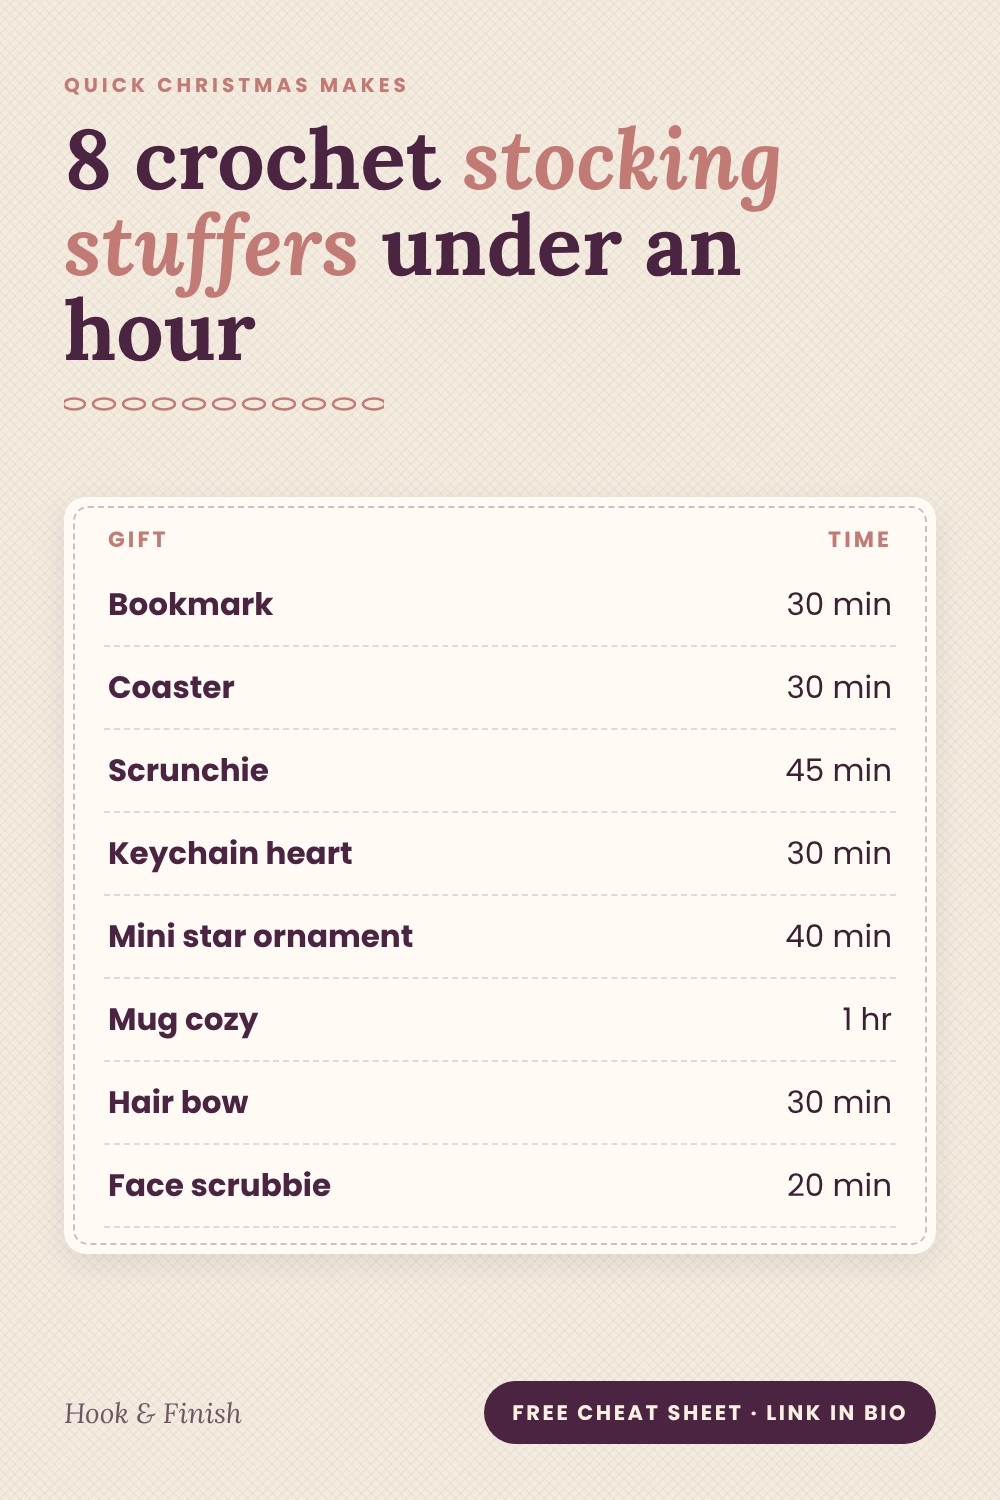 QUICK CHRISTMAS MAKES
8 crochet stocking
stuffers under an
hour
GIFT TIME
Bookmark 30 min
Coaster 30 min
Scrunchie 45 min
Keychain heart 30 min
Mini star ornament 40 min
Mug cozy 1 hr
Hair bow 30 min
Face scrubbie 20 min
Hook & Finish
FREE CHEAT SHEET · LINK IN BIO